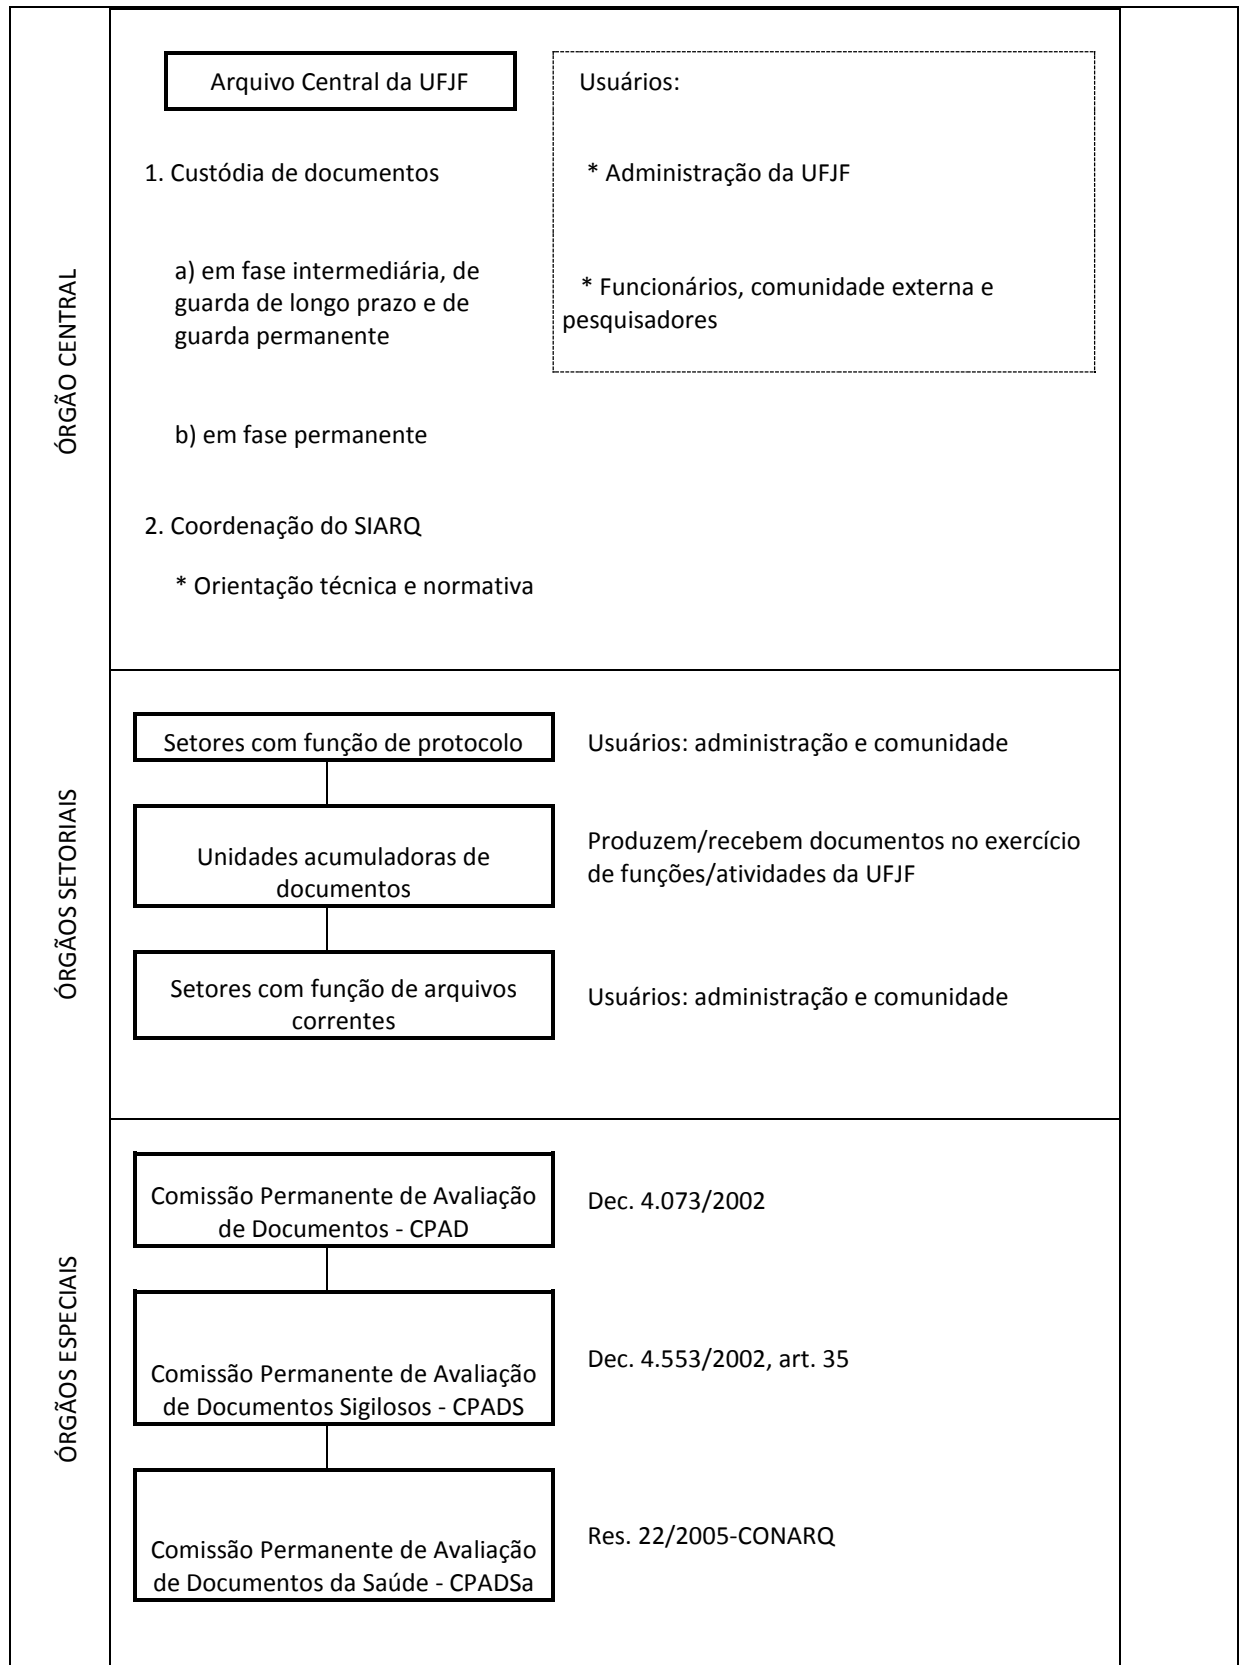 ÓRGÃO CENTRAL
Arquivo Central da UFJF
1. Custódia de documentos
a) em fase intermediária, de
guarda de longo prazo e de
guarda permanente
b) em fase permanente
2. Coordenação do SIARQ
* Orientação técnica e normativa
Usuários:
* Administração da UFJF
* Funcionários, comunidade externa e
pesquisadores
ÓRGÃOS SETORIAIS
Setores com função de protocolo
Usuários: administração e comunidade
Unidades acumuladoras de
documentos
Produzem/recebem documentos no exercício
de funções/atividades da UFJF
Setores com função de arquivos
correntes
Usuários: administração e comunidade
ÓRGÃOS ESPECIAIS
Comissão Permanente de Avaliação
de Documentos - CPAD
Dec. 4.073/2002
Comissão Permanente de Avaliação
de Documentos Sigilosos - CPADS
Dec. 4.553/2002, art. 35
Comissão Permanente de Avaliação
de Documentos da Saúde - CPADSa
Res. 22/2005-CONARQ